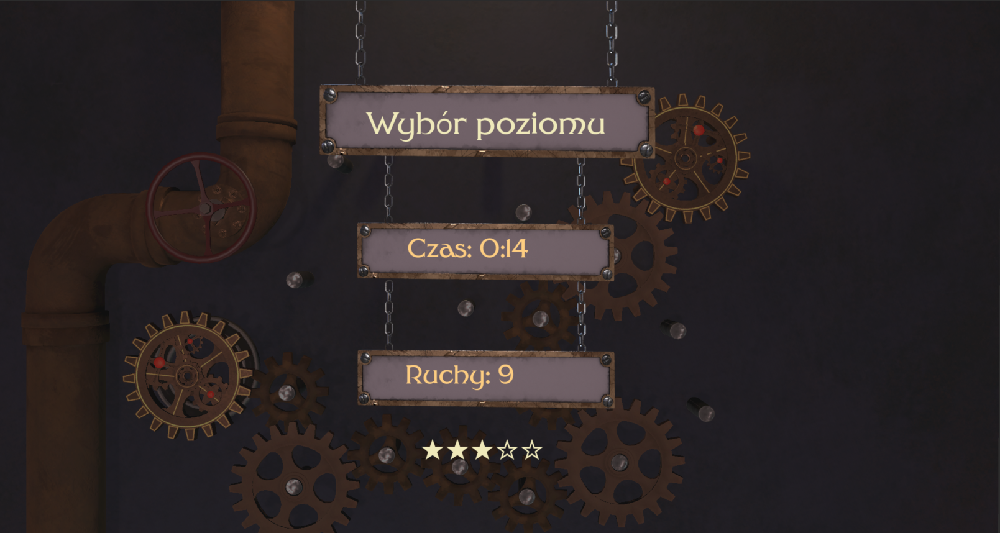 Wybór poziomu
Czas: 0:14
Ruchy: 9
★★★☆☆